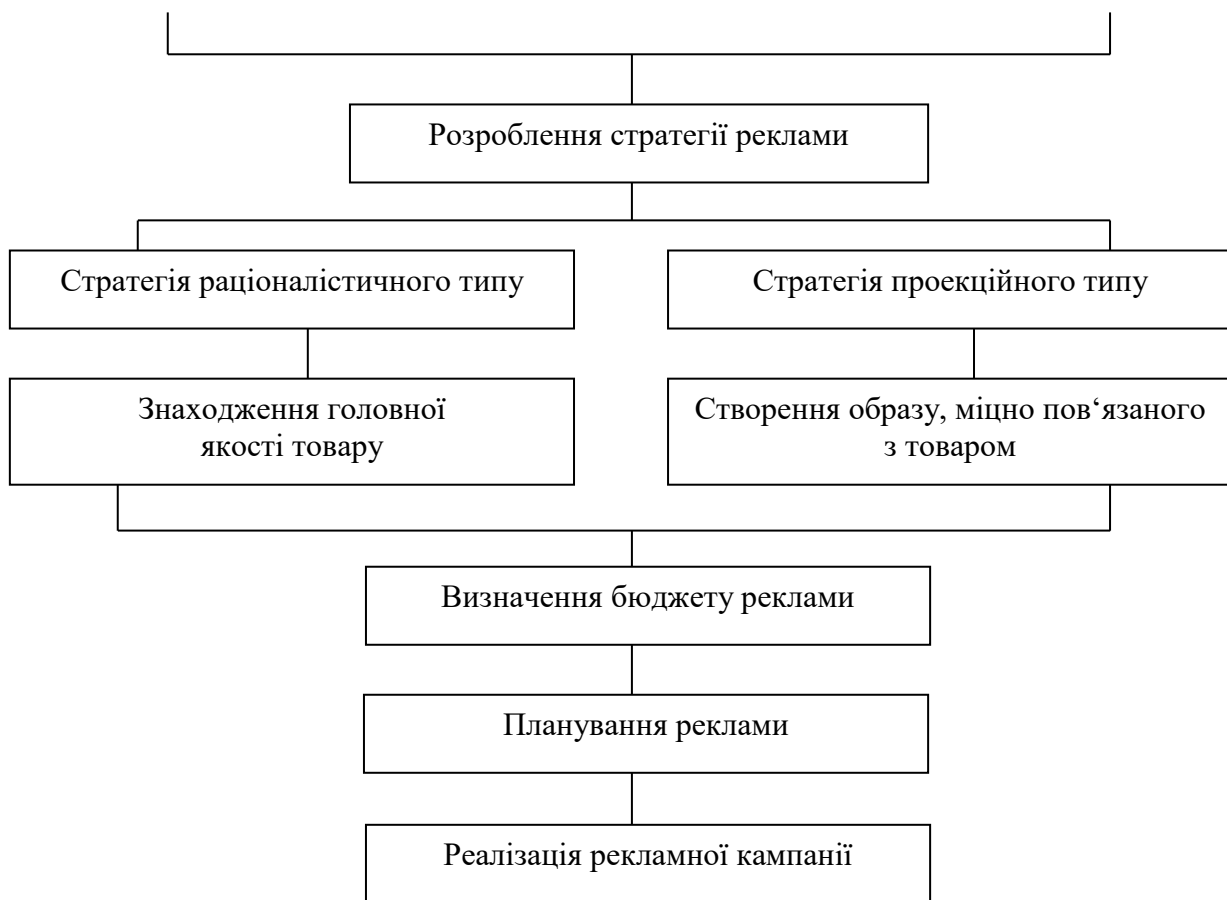 Розроблення стратегії реклами
Стратегія раціоналістичного типу
Стратегія проекційного типу
Знаходження головної
якості товару
Створення образу, міцно пов‘язаного
з товаром
Визначення бюджету реклами
Планування реклами
Реалізація рекламної кампанії